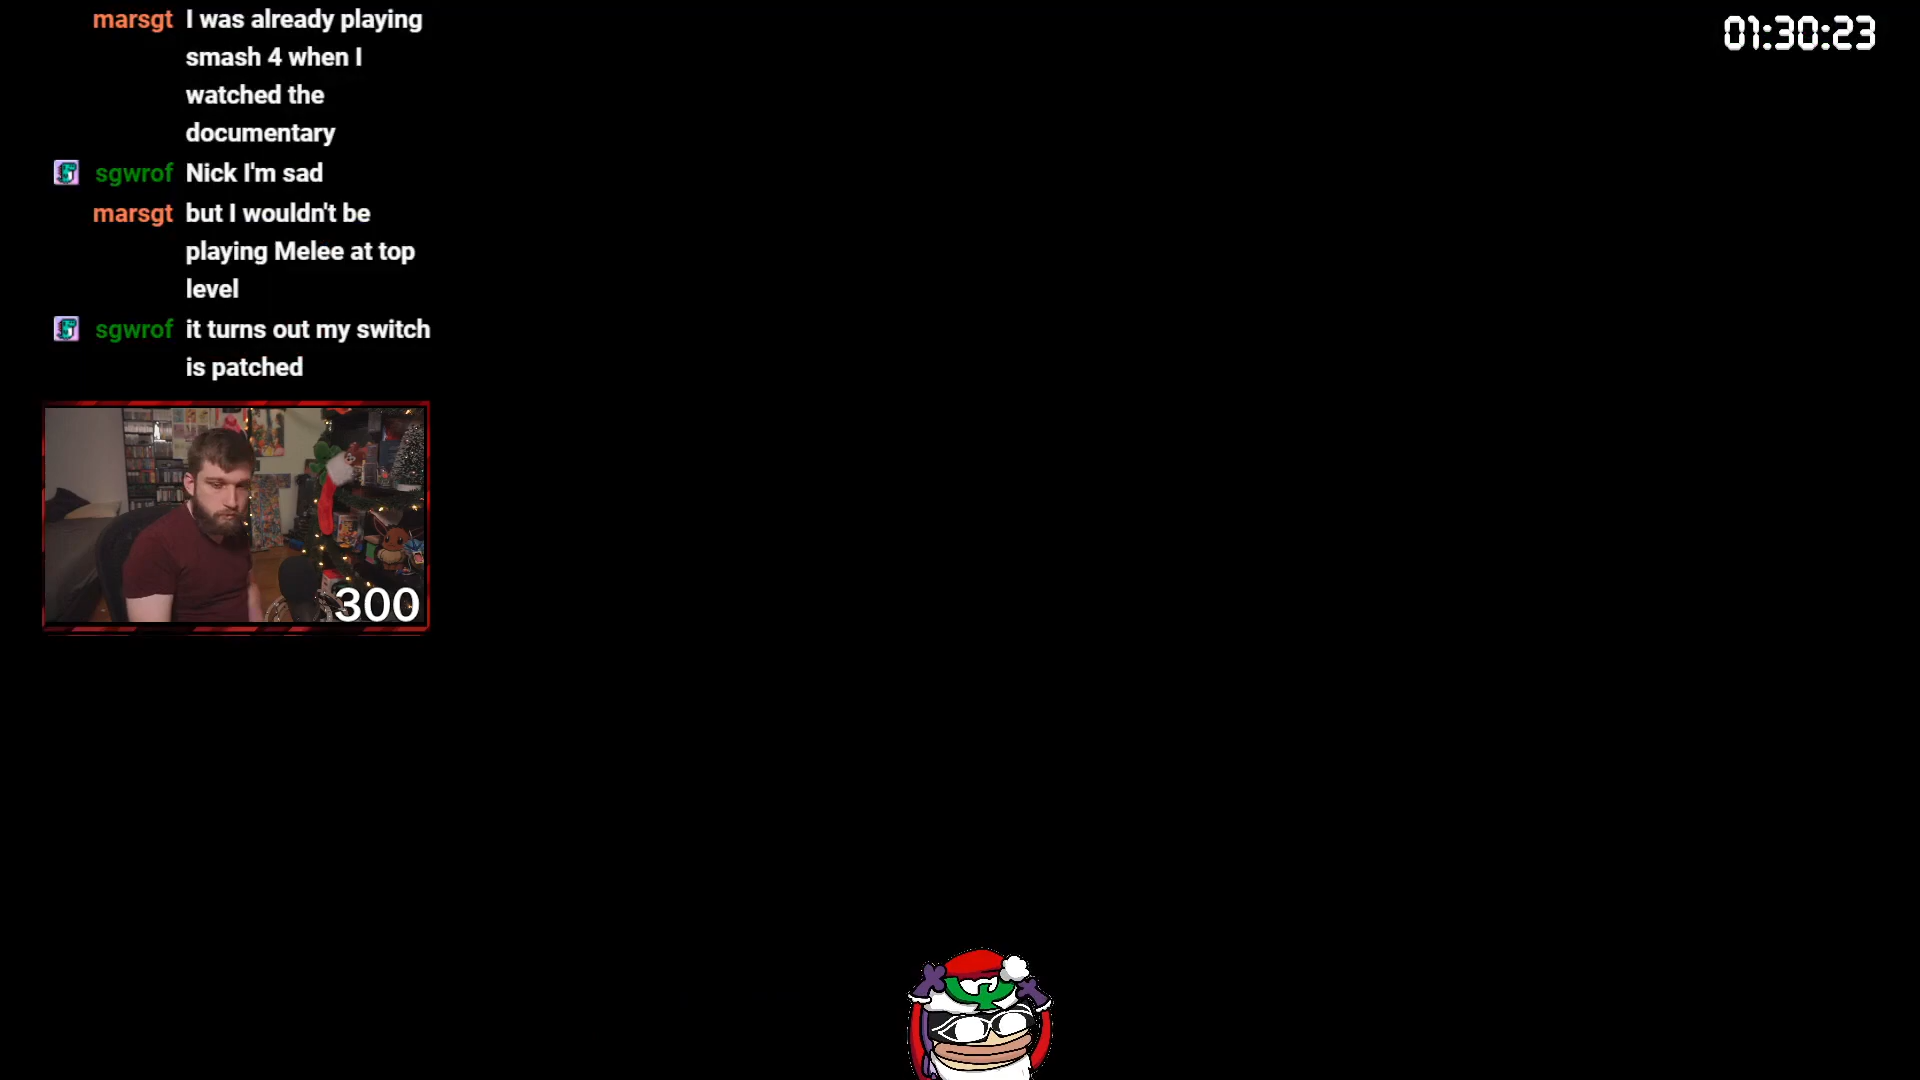 marsgt I was already playing
smash 4 when I
watched the
documentary
sgwrof Nick I'm sad
marsgt but I wouldn't be
playing Melee at top
level
sgwrof it turns out my switch
is patched
300
01:30:23